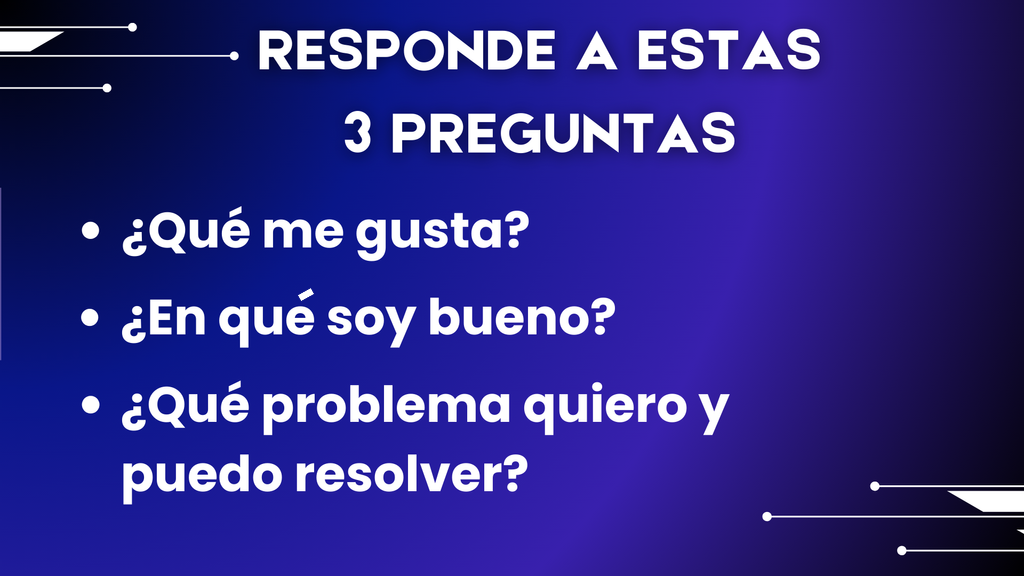 RESPONDE A ESTAS
3 PREGUNTAS
• ¿Qué me gusta?
• ¿En qué soy bueno?
• ¿Qué problema quiero y
puedo resolver?